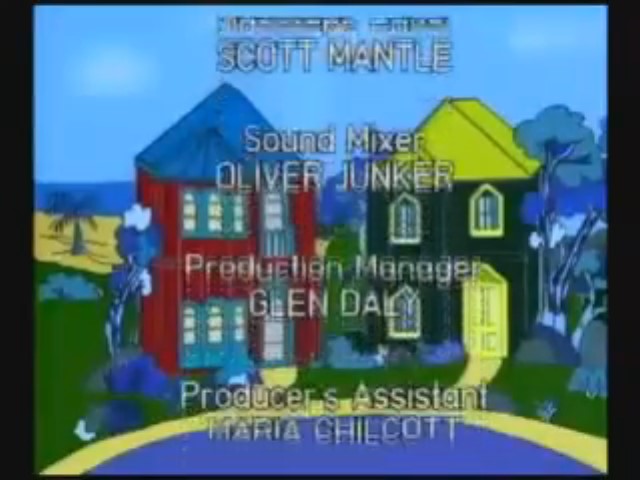 SCOTT MANTLE
Sound Mixer
OLIVER JUNKER
Production Manager
GLEN DALY
Producer's Assistant
MARIA CHILCOTT